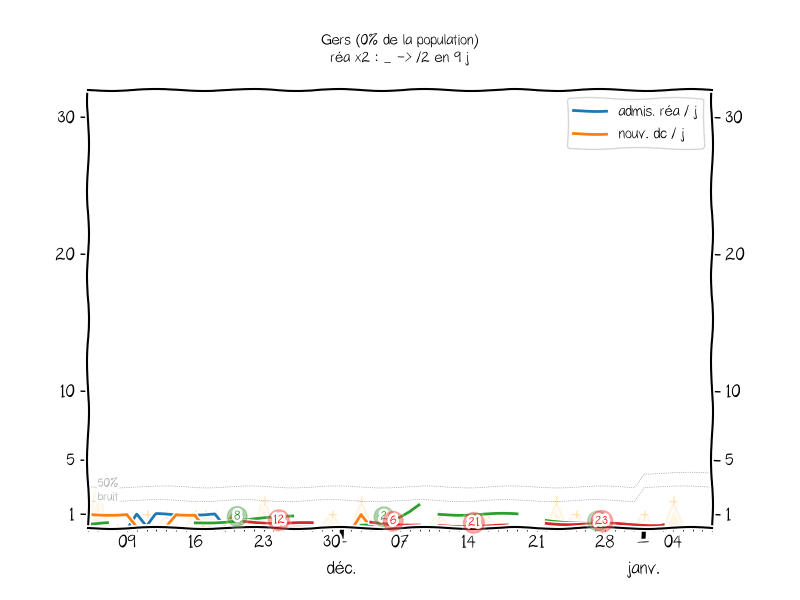 Gers (0% de la population)
réa x2 : _ -> /2 en 9 j
admis. réa / j
nouv. dc / j
30 30
20 20
10 10
5 5
50%
bruit
1 1
8 12 6 21 23
09 16 23 30 07 14 21 28 04
déc. janv.